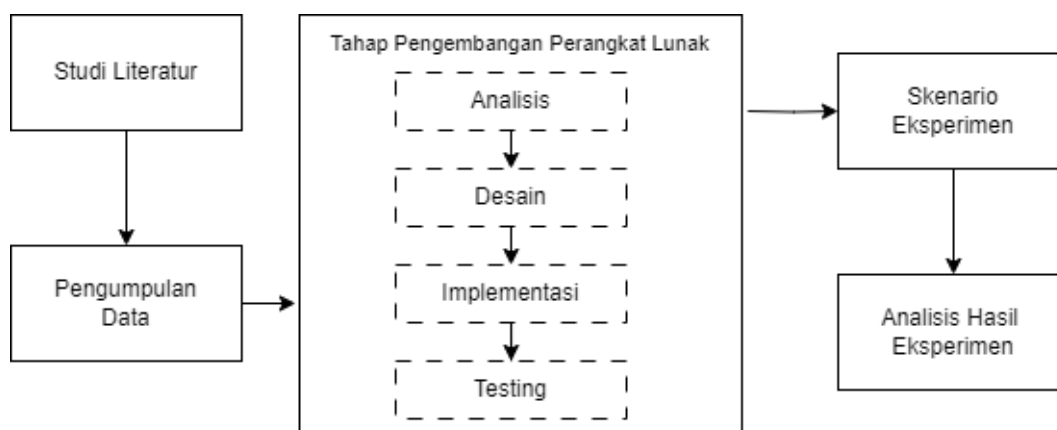 Studi Literatur
Pengumpulan
Data
Tahap Pengembangan Perangkat Lunak
Analisis
Desain
Implementasi
Testing
Skenario
Eksperimen
Analisis Hasil
Eksperimen